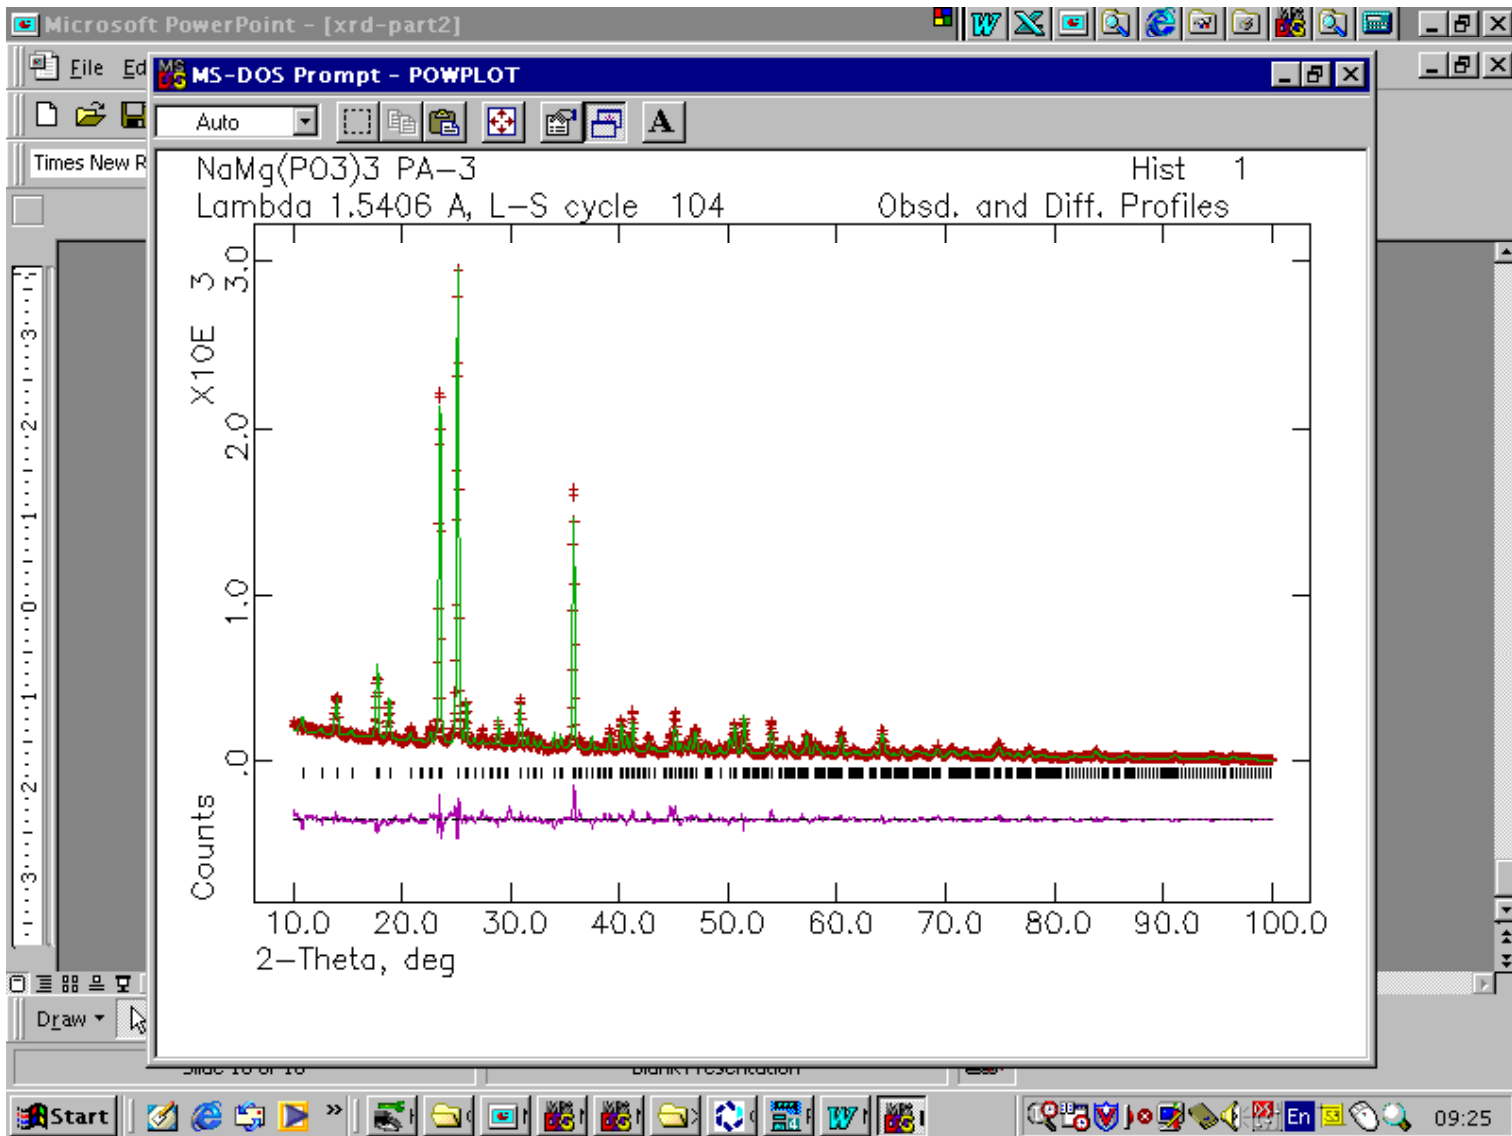 Microsoft PowerPoint - [xrd-part2]
File Ed
MS-DOS Prompt - POWPLOT
Auto
A
Times New R
NaMg(PO3)3 PA-3 Hist 1
Lambda 1.5406 A, L-S cycle 104 Obsd. and Diff. Profiles
X10E 3
3.0
2.0
1.0
.0
Counts
10.0 20.0 30.0 40.0 50.0 60.0 70.0 80.0 90.0 100.0
2-Theta, deg
Draw
Start
En
09:25